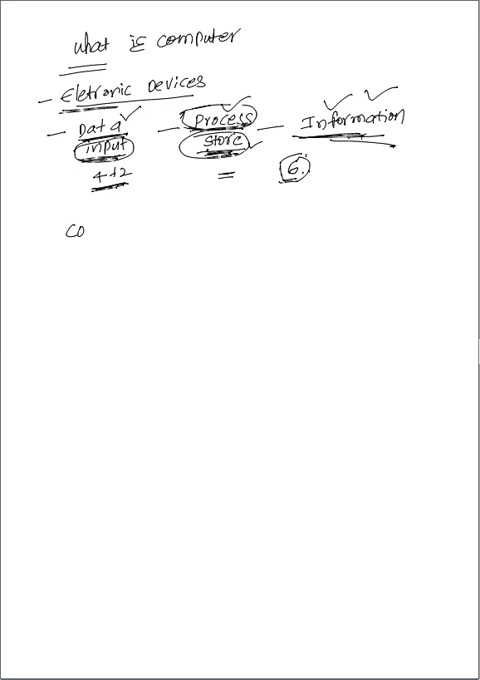 what is computer
- Eletronic Devices
- Data - Process - Information
input store
4+2 = 6.
co